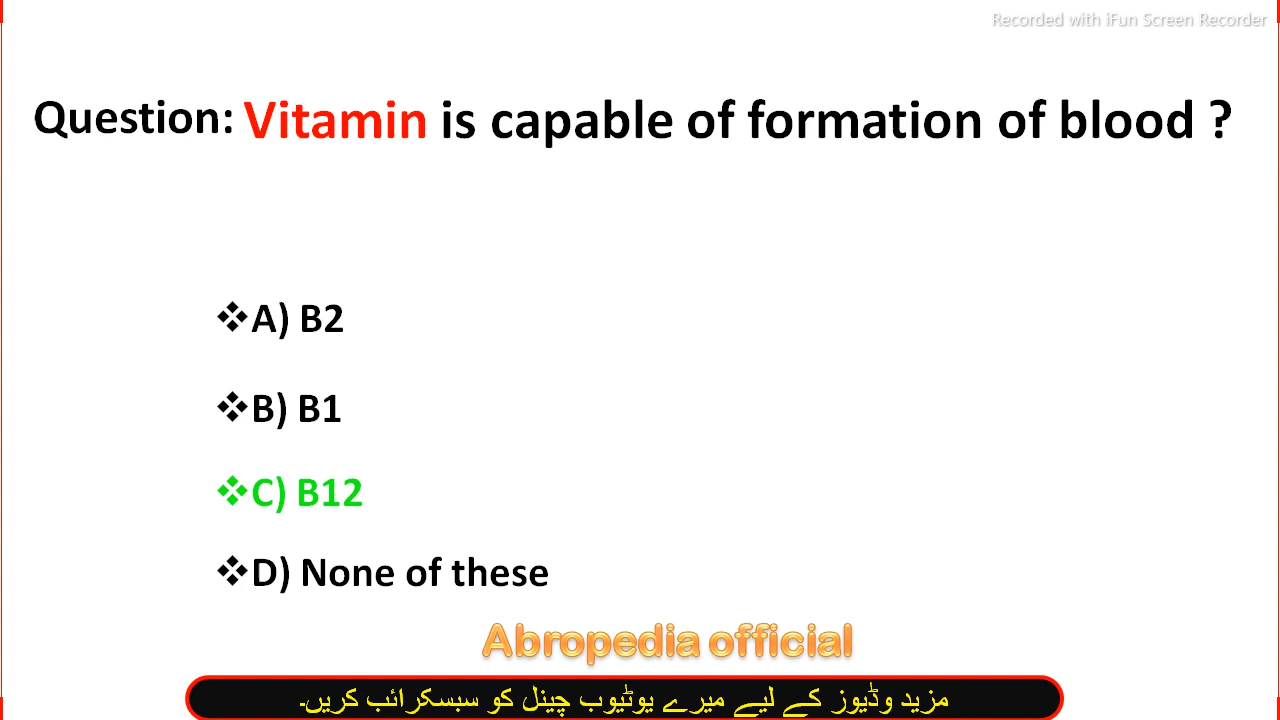 Recorded with iFun Screen Recorder
Question: Vitamin is capable of formation of blood ?
❖A) B2
❖B) B1
❖C) B12
❖D) None of these
Abropedia official
مزید وڈیوز کے لیے میرے یوٹیوب چینل کو سبسکرائب کریں۔